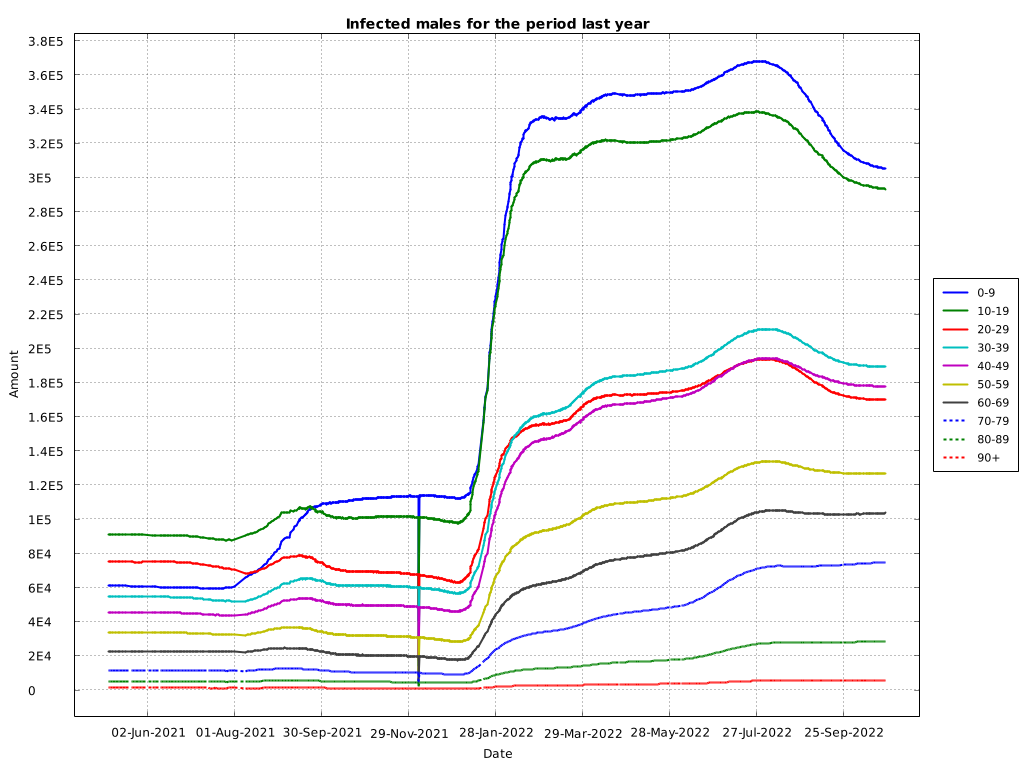 Infected males for the period last year
3.8E5
3.6E5
3.4E5
3.2E5
3E5
2.8E5
2.6E5
2.4E5
2.2E5
2E5
1.8E5
1.6E5
1.4E5
1.2E5
1E5
8E4
6E4
4E4
2E4
0
Amount
02-Jun-2021 01-Aug-2021 30-Sep-2021 29-Nov-2021 28-Jan-2022 29-Mar-2022 28-May-2022 27-Jul-2022 25-Sep-2022
Date
0-9
10-19
20-29
30-39
40-49
50-59
60-69
70-79
80-89
90+